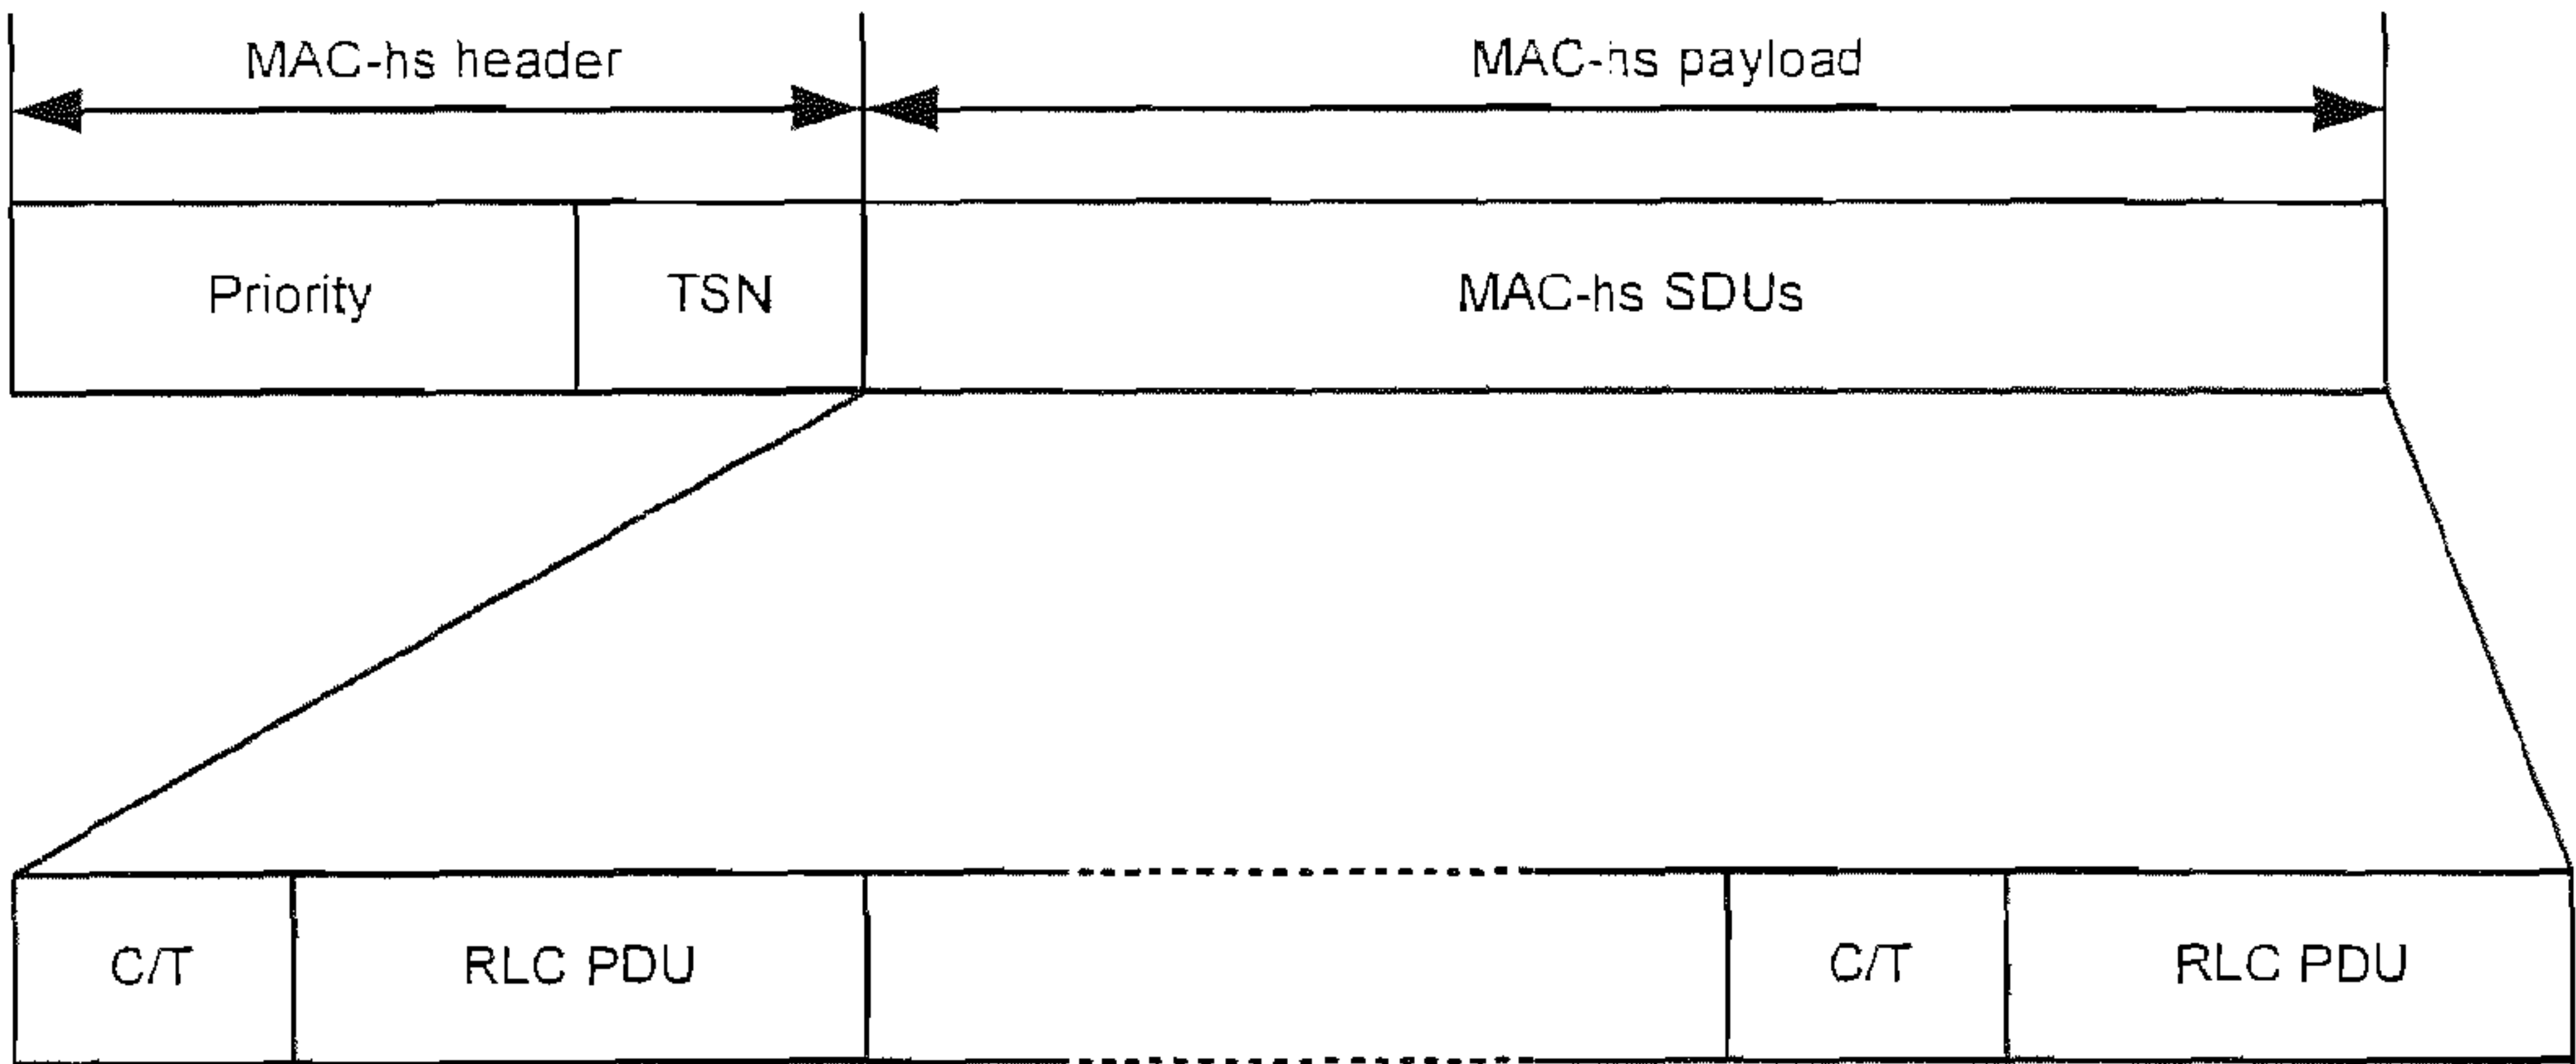 MAC-hs header
MAC-hs payload
Priority
TSN
MAC-hs SDUs
C/T
RLC PDU
C/T
RLC PDU